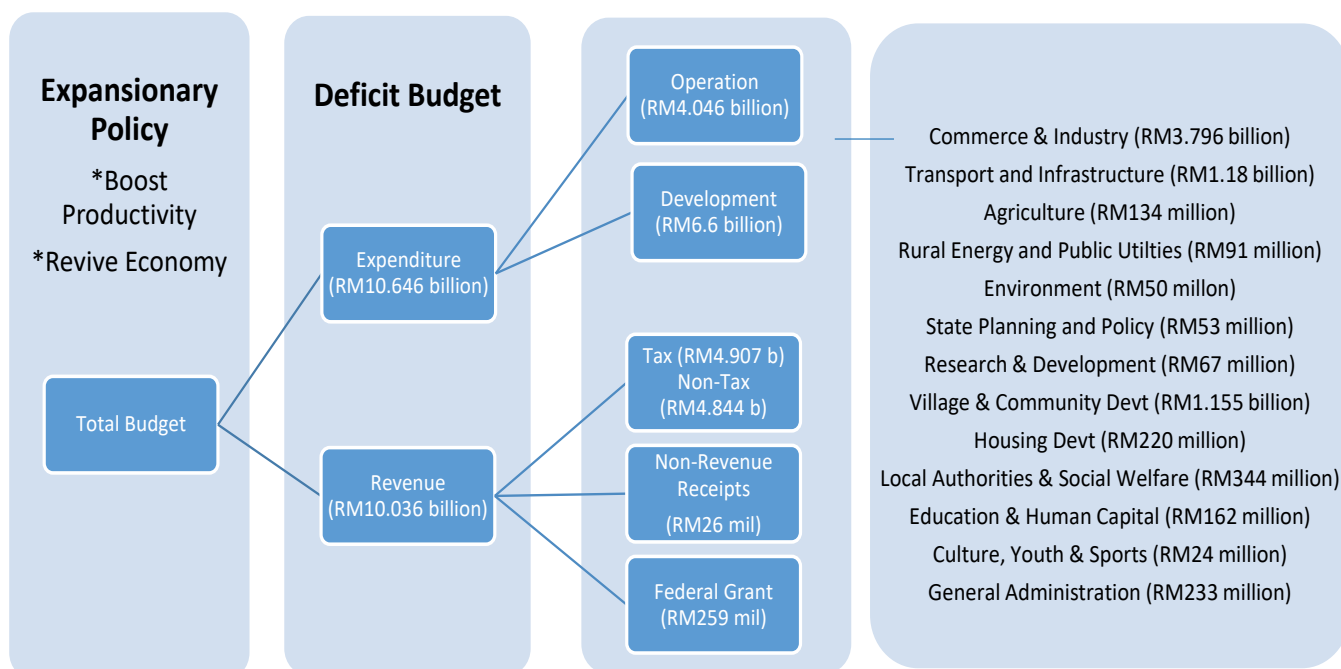 Expansionary
Policy
*Boost
Productivity
*Revive Economy
Total Budget
Deficit Budget
Expenditure
(RM10.646 billion)
Revenue
(RM10.036 billion)
Operation
(RM4.046 billion)
Development
(RM6.6 billion)
Tax (RM4.907 b)
Non-Tax
(RM4.844 b)
Non-Revenue
Receipts
(RM26 mil)
Federal Grant
(RM259 mil)
Commerce & Industry (RM3.796 billion)
Transport and Infrastructure (RM1.18 billion)
Agriculture (RM134 million)
Rural Energy and Public Utilties (RM91 million)
Environment (RM50 millon)
State Planning and Policy (RM53 million)
Research & Development (RM67 million)
Village & Community Devt (RM1.155 billion)
Housing Devt (RM220 million)
Local Authorities & Social Welfare (RM344 million)
Education & Human Capital (RM162 million)
Culture, Youth & Sports (RM24 million)
General Administration (RM233 million)